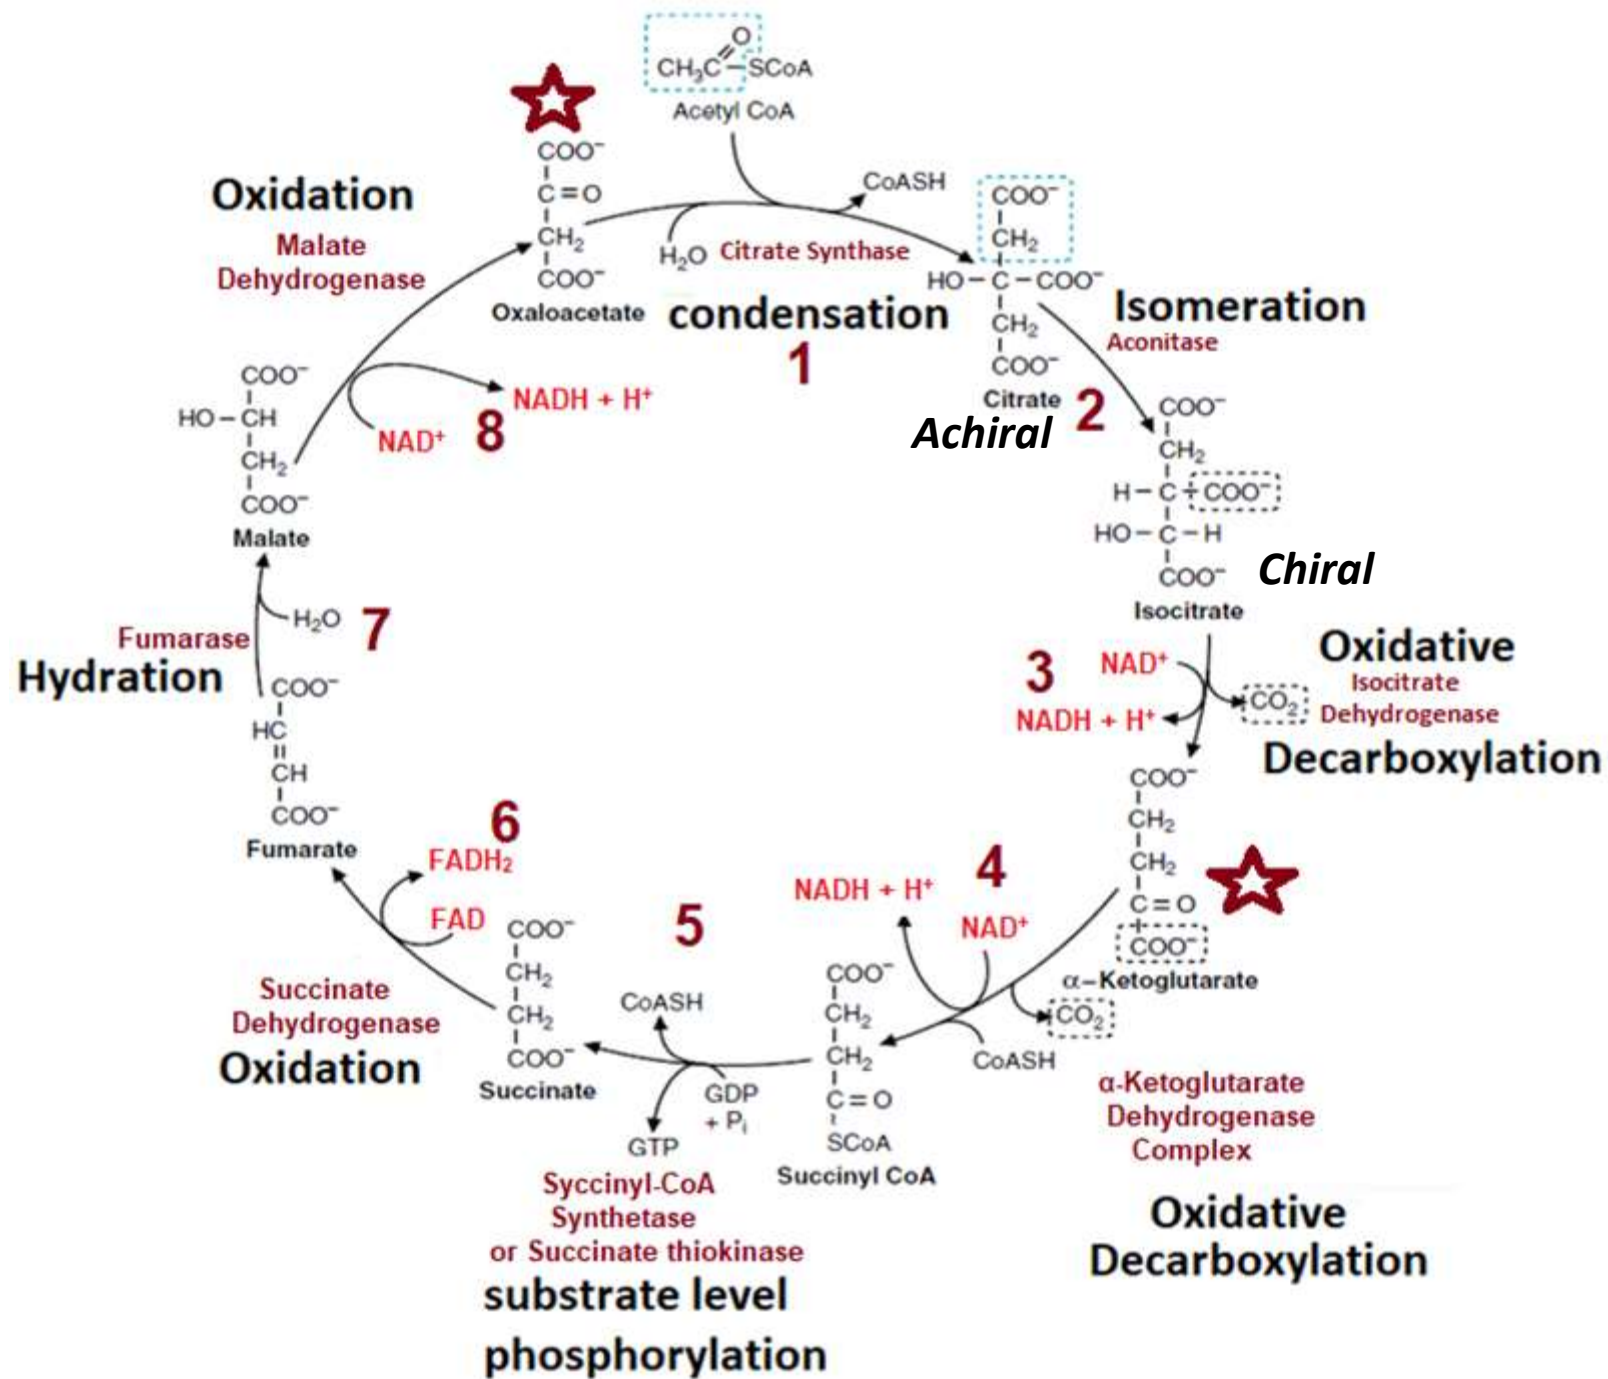 CH₃C
O
SCoA
Acetyl CoA
COO⁻
C=O
CH₂
COO⁻
Oxaloacetate
H₂O
CoASH
Citrate Synthase
condensation
1
COO⁻
CH₂
HO–C–COO⁻
CH₂
COO⁻
Citrate
Achiral
Isomeration
Aconitase
2
COO⁻
CH₂
H–C–COO⁻
HO–C–H
COO⁻
Isocitrate
Chiral
3
NAD⁺
NADH + H⁺
CO₂
Oxidative
Isocitrate
Dehydrogenase
Decarboxylation
COO⁻
CH₂
CH₂
C=O
COO⁻
α–Ketoglutarate
4
NADH + H⁺
NAD⁺
CO₂
CoASH
α-Ketoglutarate
Dehydrogenase
Complex
Oxidative
Decarboxylation
COO⁻
CH₂
CH₂
C=O
SCoA
Succinyl CoA
5
CoASH
GDP
+ Pᵢ
GTP
Syccinyl-CoA
Synthetase
or Succinate thiokinase
substrate level
phosphorylation
COO⁻
CH₂
CH₂
COO⁻
Succinate
6
FADH₂
FAD
Succinate
Dehydrogenase
Oxidation
COO⁻
HC
=
CH
COO⁻
Fumarate
7
H₂O
Fumarase
Hydration
COO⁻
HO–CH
CH₂
COO⁻
Malate
8
NAD⁺
NADH + H⁺
Oxidation
Malate
Dehydrogenase